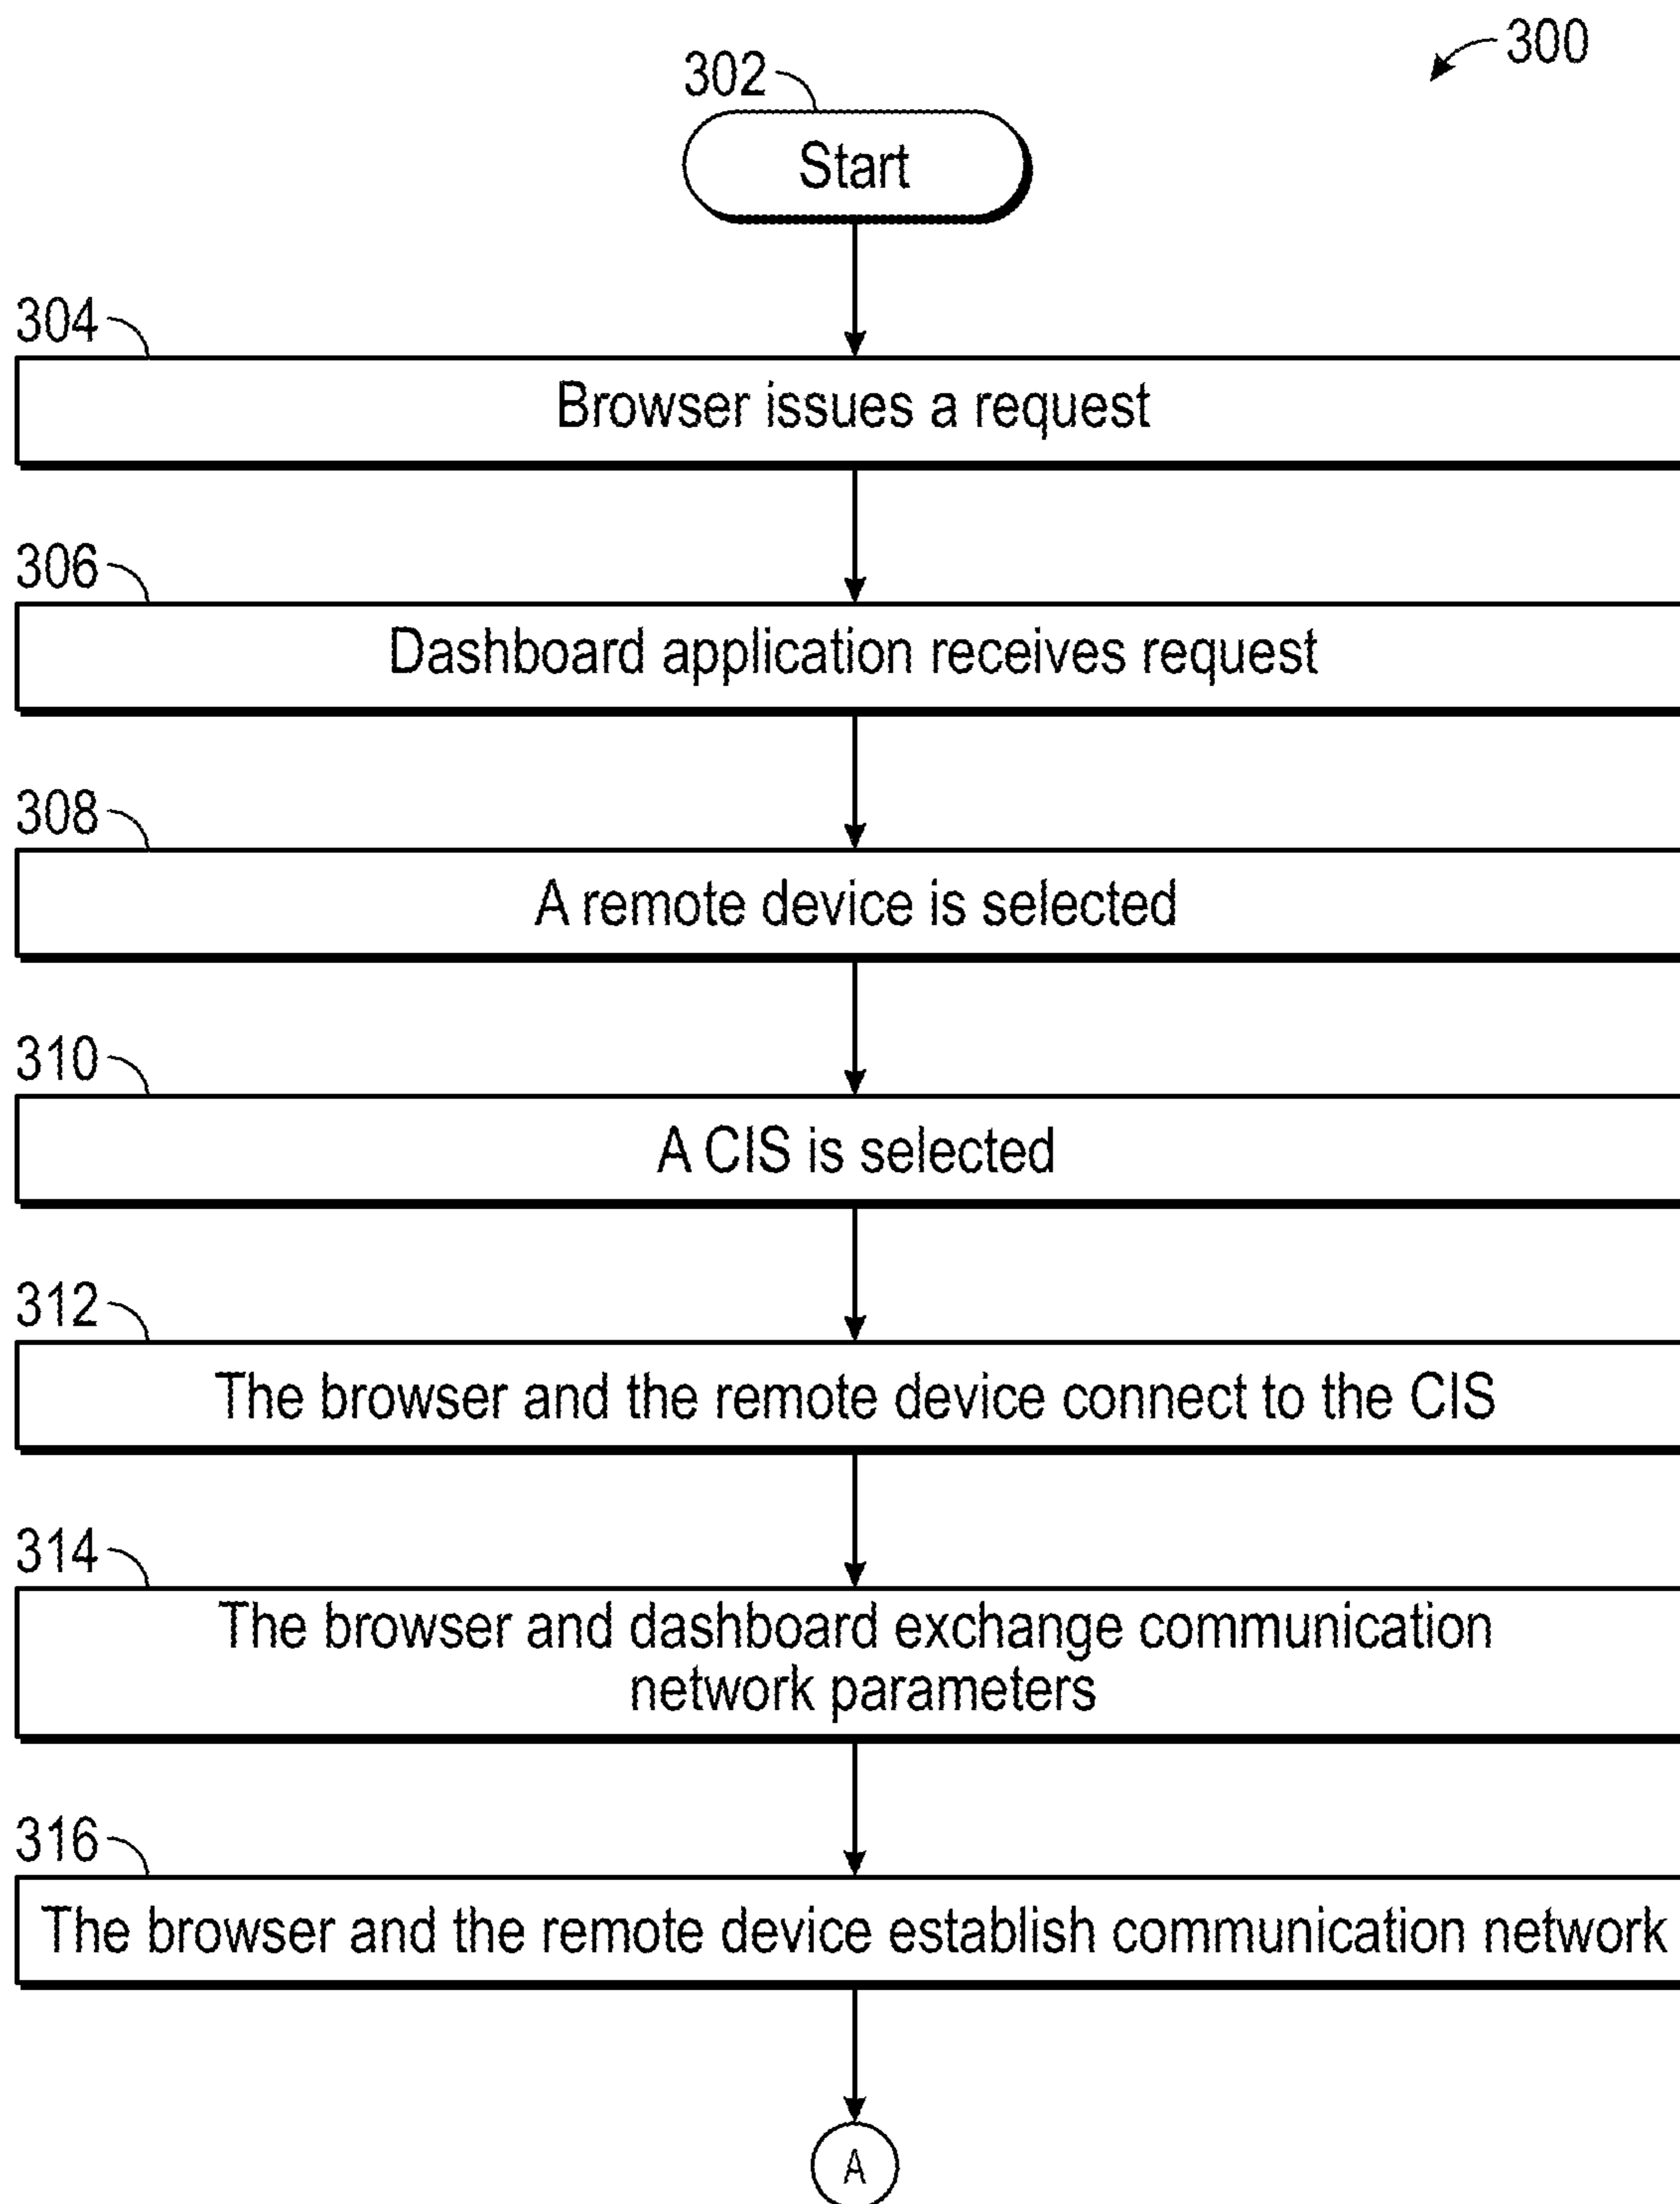 300
302
Start
304
Browser issues a request
306
Dashboard application receives request
308
A remote device is selected
310
A CIS is selected
312
The browser and the remote device connect to the CIS
314
The browser and dashboard exchange communication
network parameters
316
The browser and the remote device establish communication network
A